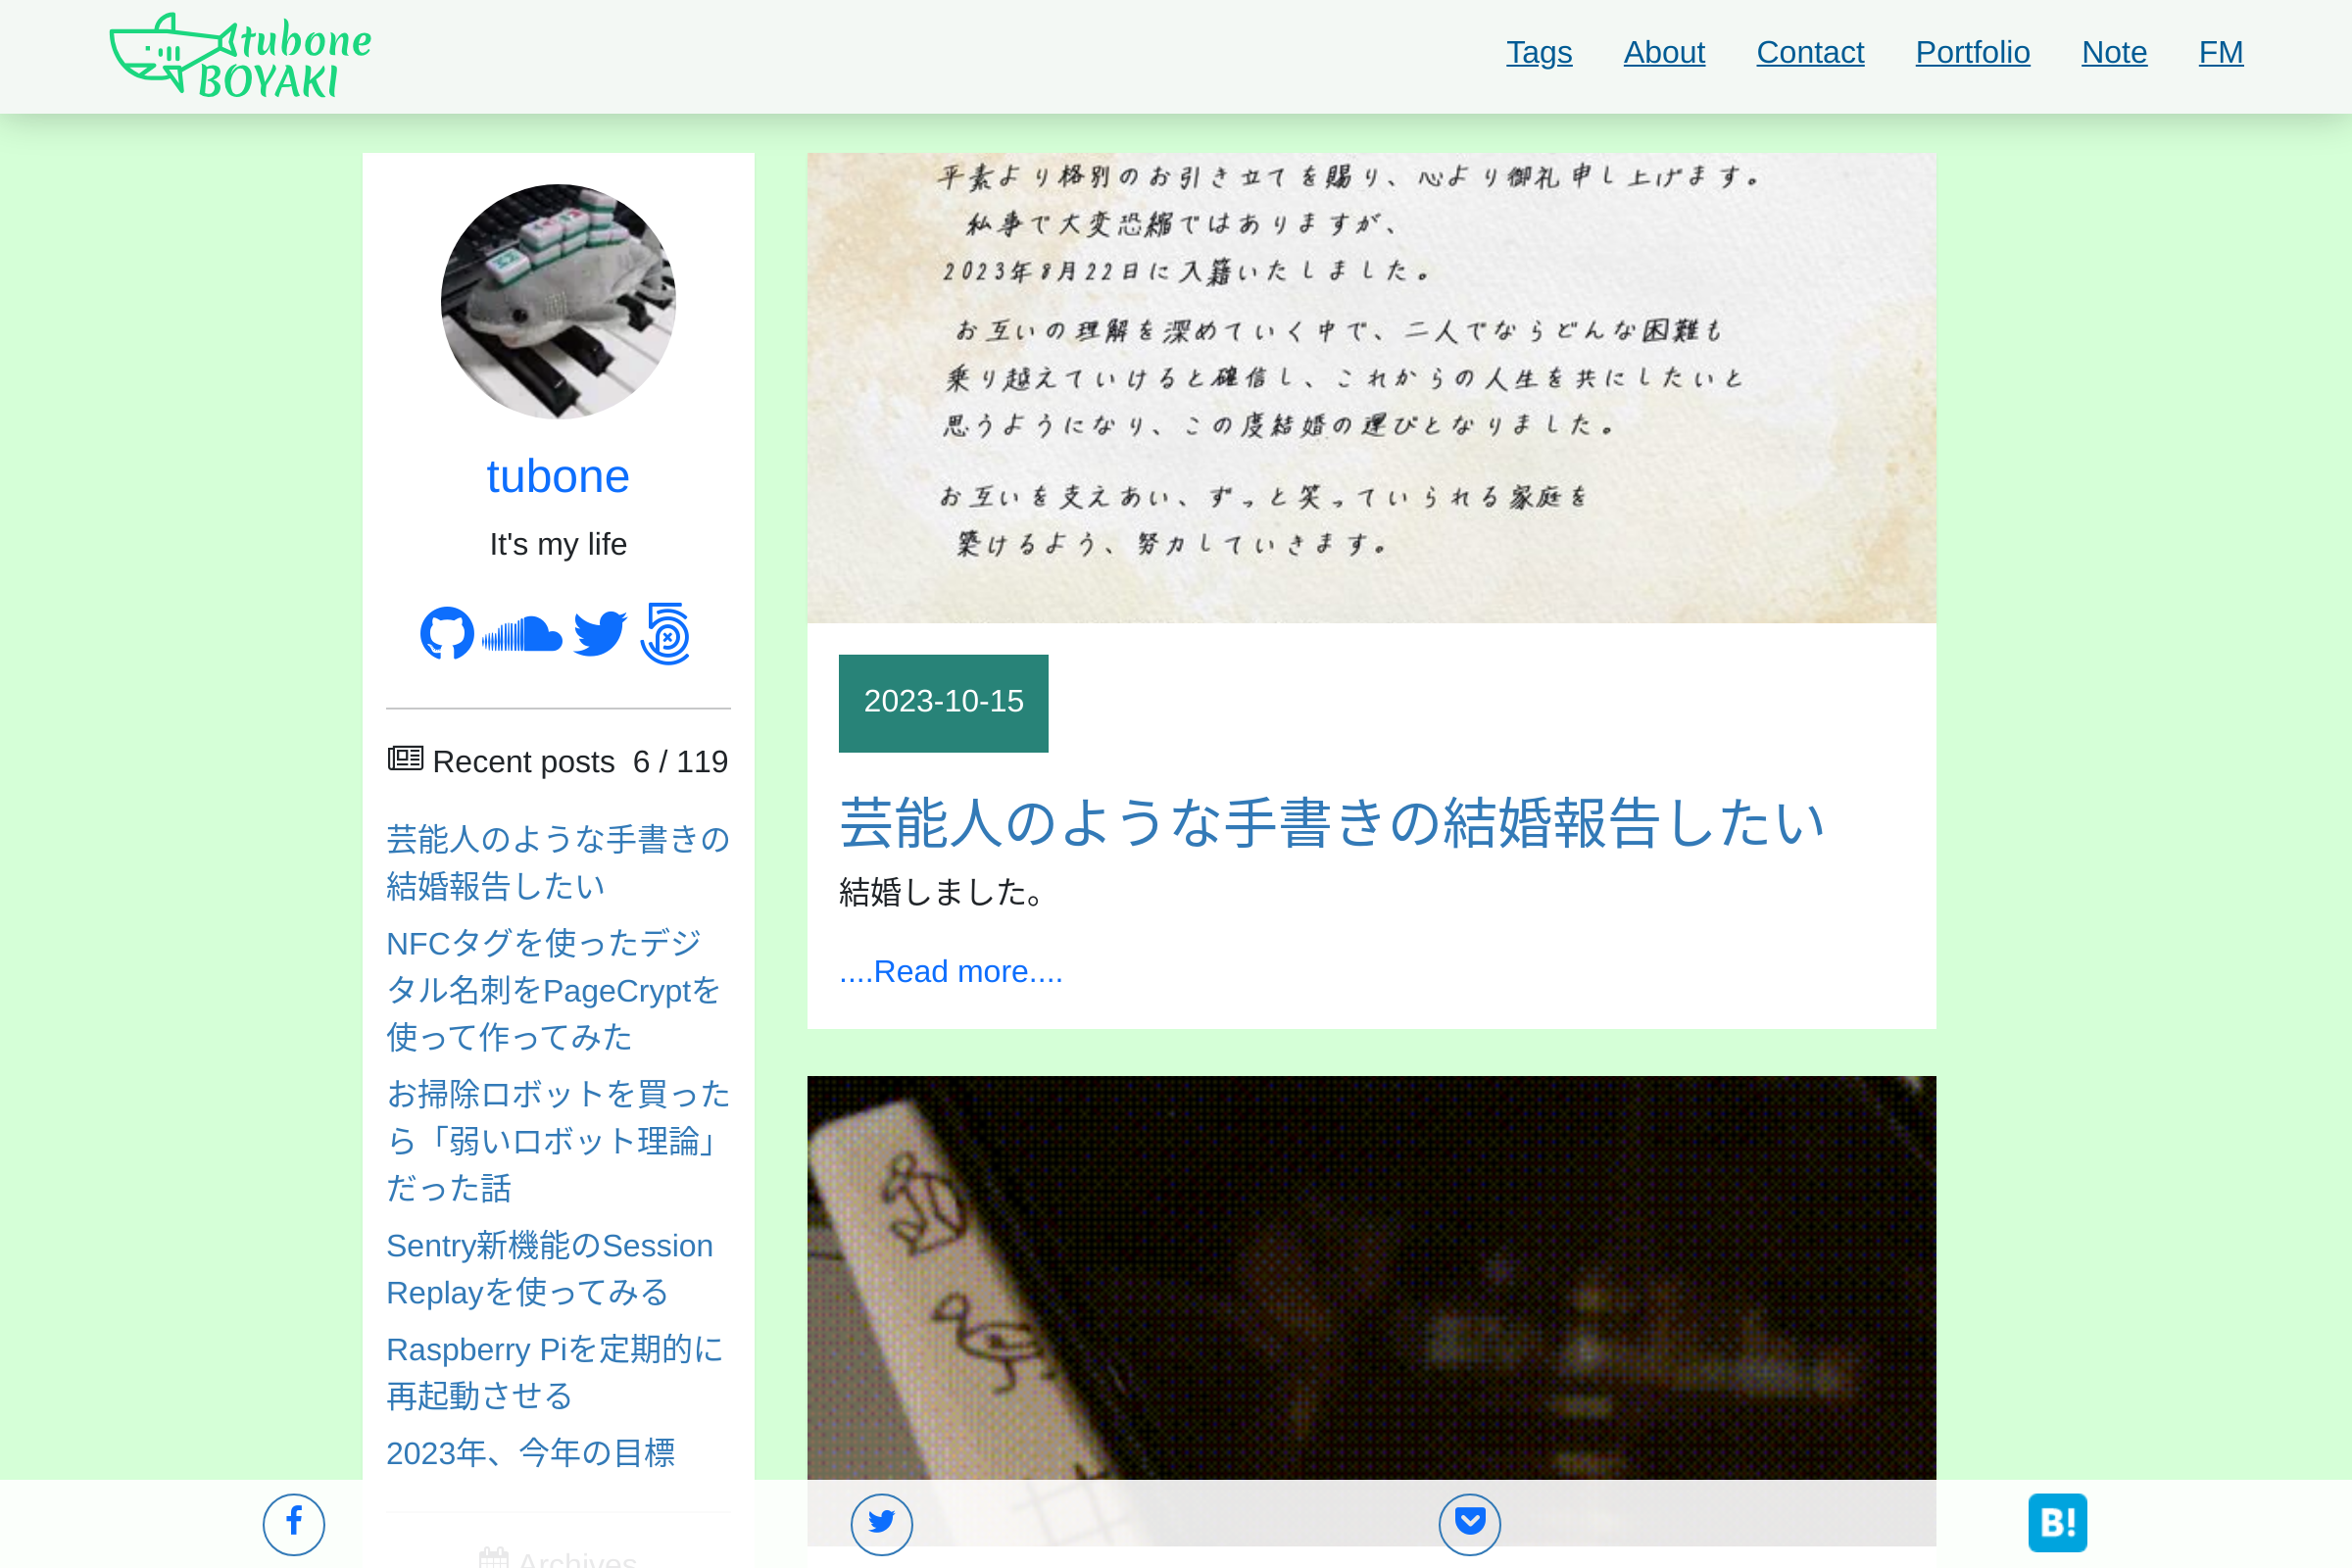 tubone
BOYAKI
Tags About Contact Portfolio Note FM
tubone
It's my life
Recent posts 6 / 119
芸能人のような手書きの
結婚報告したい
NFCタグを使ったデジ
タル名刺をPageCryptを
使って作ってみた
お掃除ロボットを買った
ら「弱いロボット理論」
だった話
Sentry新機能のSession
Replayを使ってみる
Raspberry Piを定期的に
再起動させる
2023年、今年の目標
Archives
平素より格別のお引き立てを賜り、心より御礼申し上げます。
私事で大変恐縮ではありますが、
2023年8月22日に入籍いたしました。
お互いの理解を深めていく中で、二人でならどんな困難も
乗り越えていけると確信し、これからの人生を共にしたいと
思うようになり、この度結婚の運びとなりました。
お互いを支えあい、ずっと笑っていられる家庭を
築けるよう、努力していきます。
2023-10-15
芸能人のような手書きの結婚報告したい
結婚しました。
....Read more....
B!